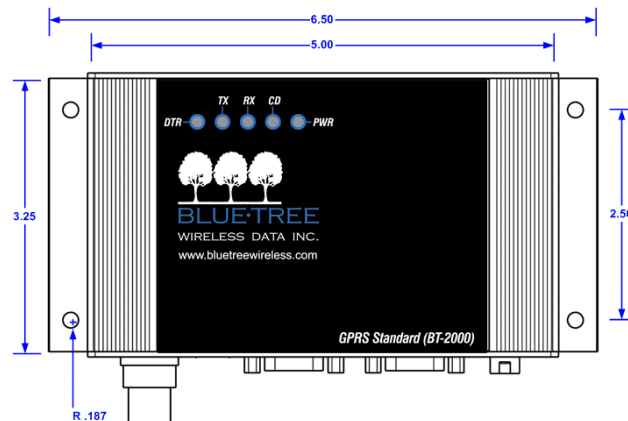 6.50
5.00
TX RX CD
DTR PWR
3.25
2.50
BLUE·TREE
WIRELESS DATA INC.
www.bluetreewireless.com
GPRS Standard (BT-2000)
R .187